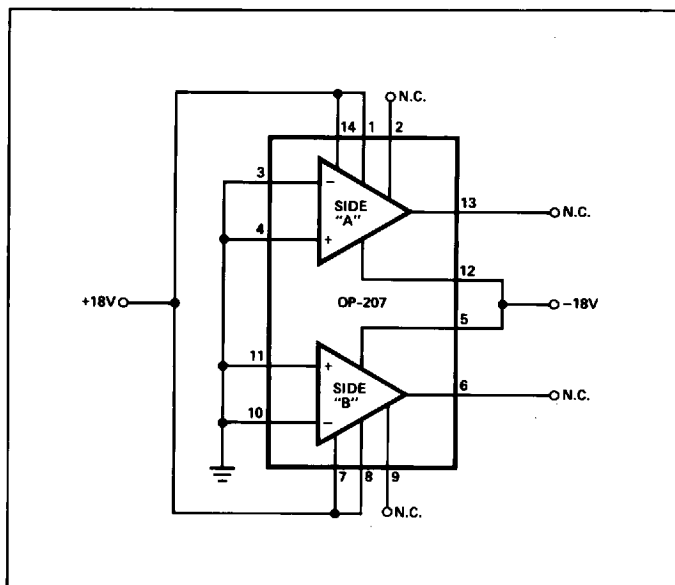 N.C.
14 1 2
3
SIDE
"A"
13
N.C.
4
12
+18V
OP-207
-18V
5
11
SIDE
"B"
6
N.C.
10
7 8 9
N.C.